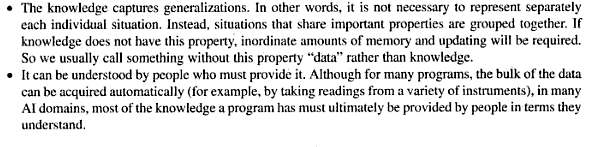 • The knowledge captures generalizations. In other words, it is not necessary to represent separately
each individual situation. Instead, situations that share important properties are grouped together. If
knowledge does not have this property, inordinate amounts of memory and updating will be required.
So we usually call something without this property “data” rather than knowledge.
• It can be understood by people who must provide it. Although for many programs, the bulk of the data
can be acquired automatically (for example, by taking readings from a variety of instruments), in many
AI domains, most of the knowledge a program has must ultimately be provided by people in terms they
understand.